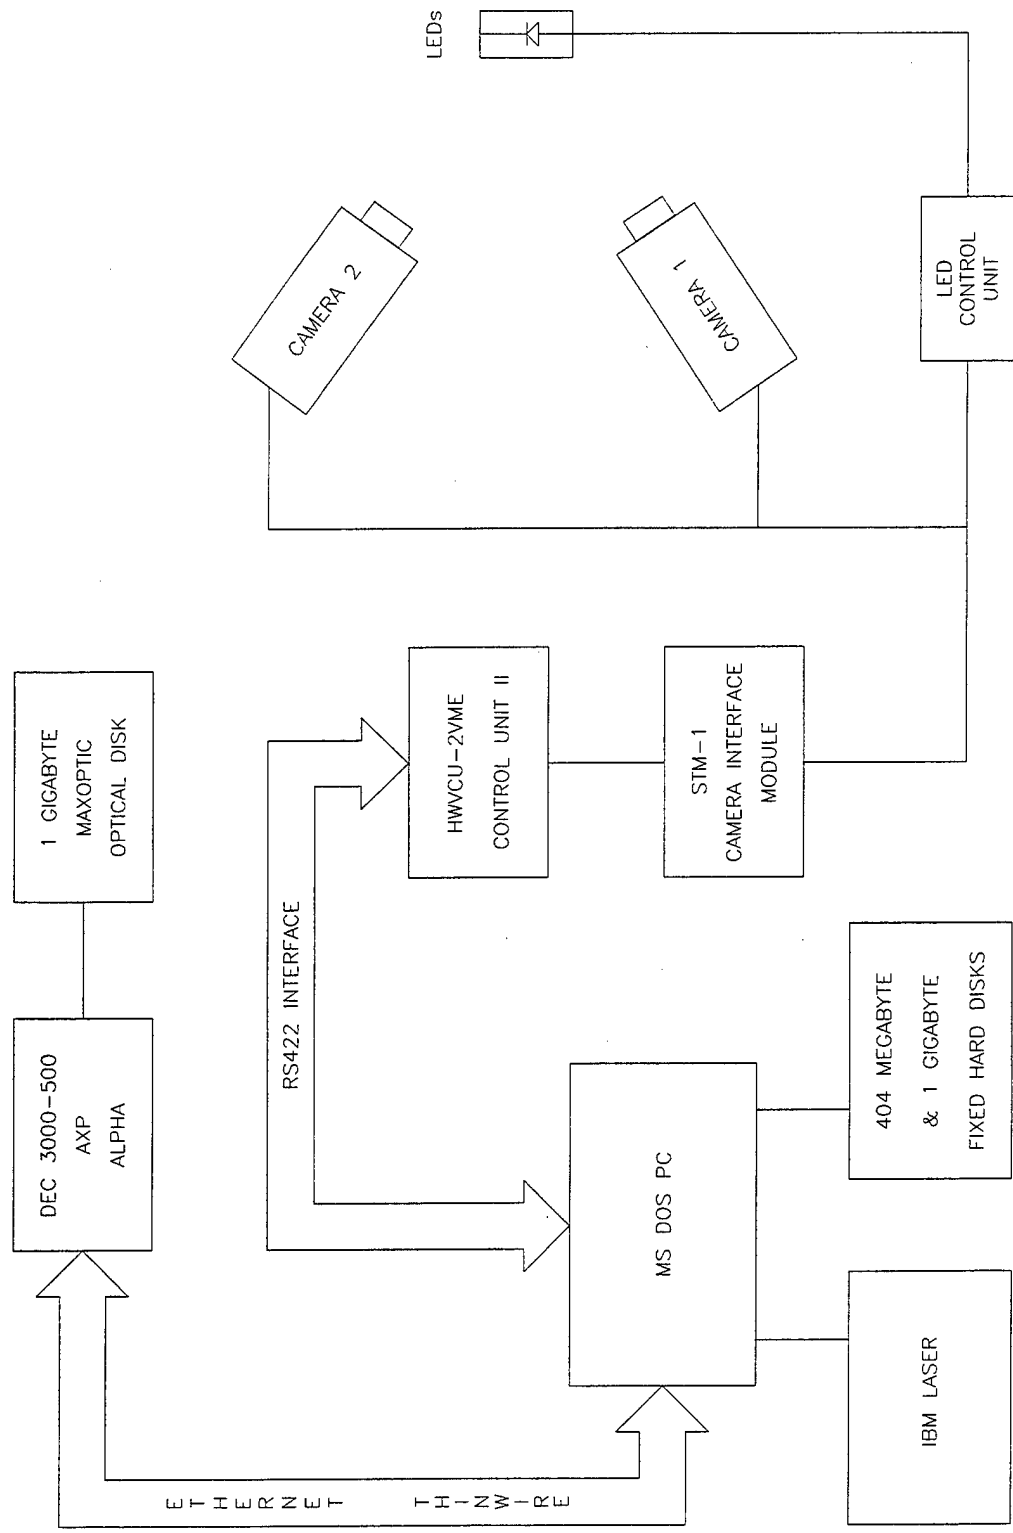 DEC 3000-500
AXP
ALPHA
1 GIGABYTE
MAXOPTIC
OPTICAL DISK
ETHERNET THINWIRE
RS422 INTERFACE
CAMERA 2
LEDs
HWVCU-2VME
CONTROL UNIT II
MS DOS PC
STM-1
CAMERA INTERFACE
MODULE
CAMERA 1
IBM LASER
404 MEGABYTE
& 1 GIGABYTE
FIXED HARD DISKS
LED
CONTROL
UNIT